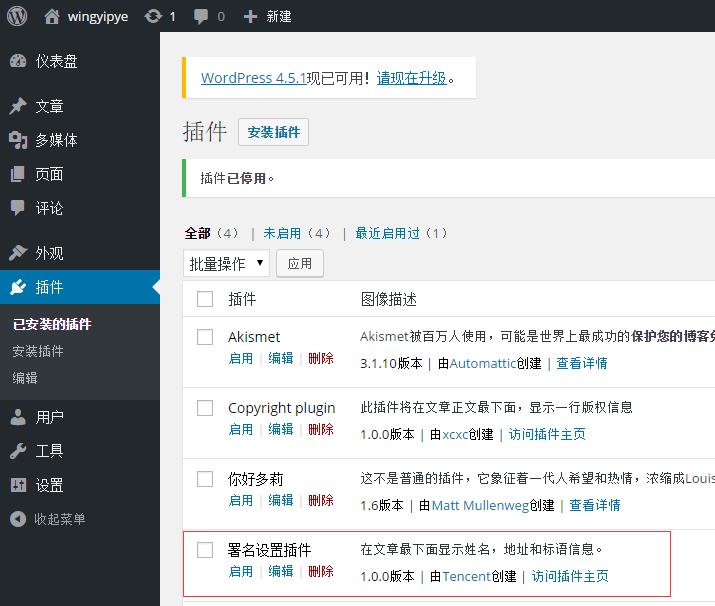 wingyipye 1 0 新建
仪表盘
文章
多媒体
页面
评论
外观
插件
已安装的插件
安装插件
编辑
用户
工具
设置
收起菜单
WordPress 4.5.1现已可用！请现在升级。
插件 安装插件
插件已停用。
全部（4） | 未启用（4） | 最近启用过（1）
批量操作 应用
插件 图像描述
Akismet Akismet被百万人使用，可能是世界上最成功的保护您的博客
启用 | 编辑 | 删除 3.1.10版本 | 由Automattic创建 | 查看详情
Copyright plugin 此插件将在文章正文最下面，显示一行版权信息
启用 | 编辑 | 删除 1.0.0版本 | 由xcxc创建 | 访问插件主页
你好多莉 这不是普通的插件，它象征着一代人希望和热情，浓缩成Louis
启用 | 编辑 | 删除 1.6版本 | 由Matt Mullenweg创建 | 查看详情
署名设置插件 在文章最下面显示姓名，地址和标语信息。
启用 | 编辑 | 删除 1.0.0版本 | 由Tencent创建 | 访问插件主页